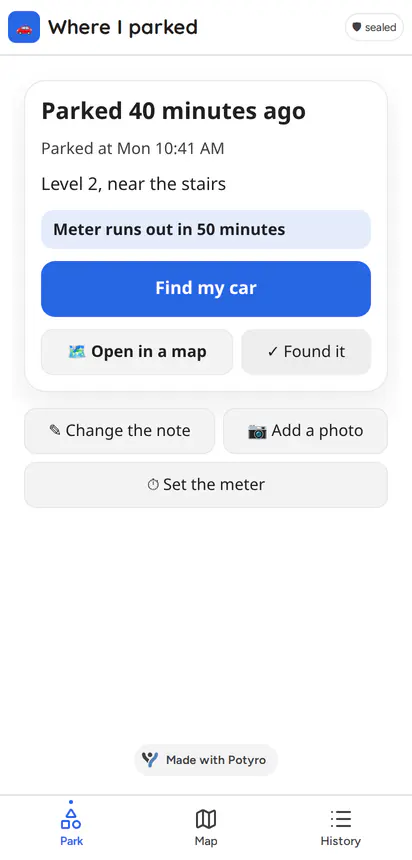 Where I parked
sealed
Parked 40 minutes ago
Parked at Mon 10:41 AM
Level 2, near the stairs
Meter runs out in 50 minutes
Find my car
Open in a map
✓ Found it
✎ Change the note
Add a photo
⏱ Set the meter
Made with Potyro
Park
Map
History